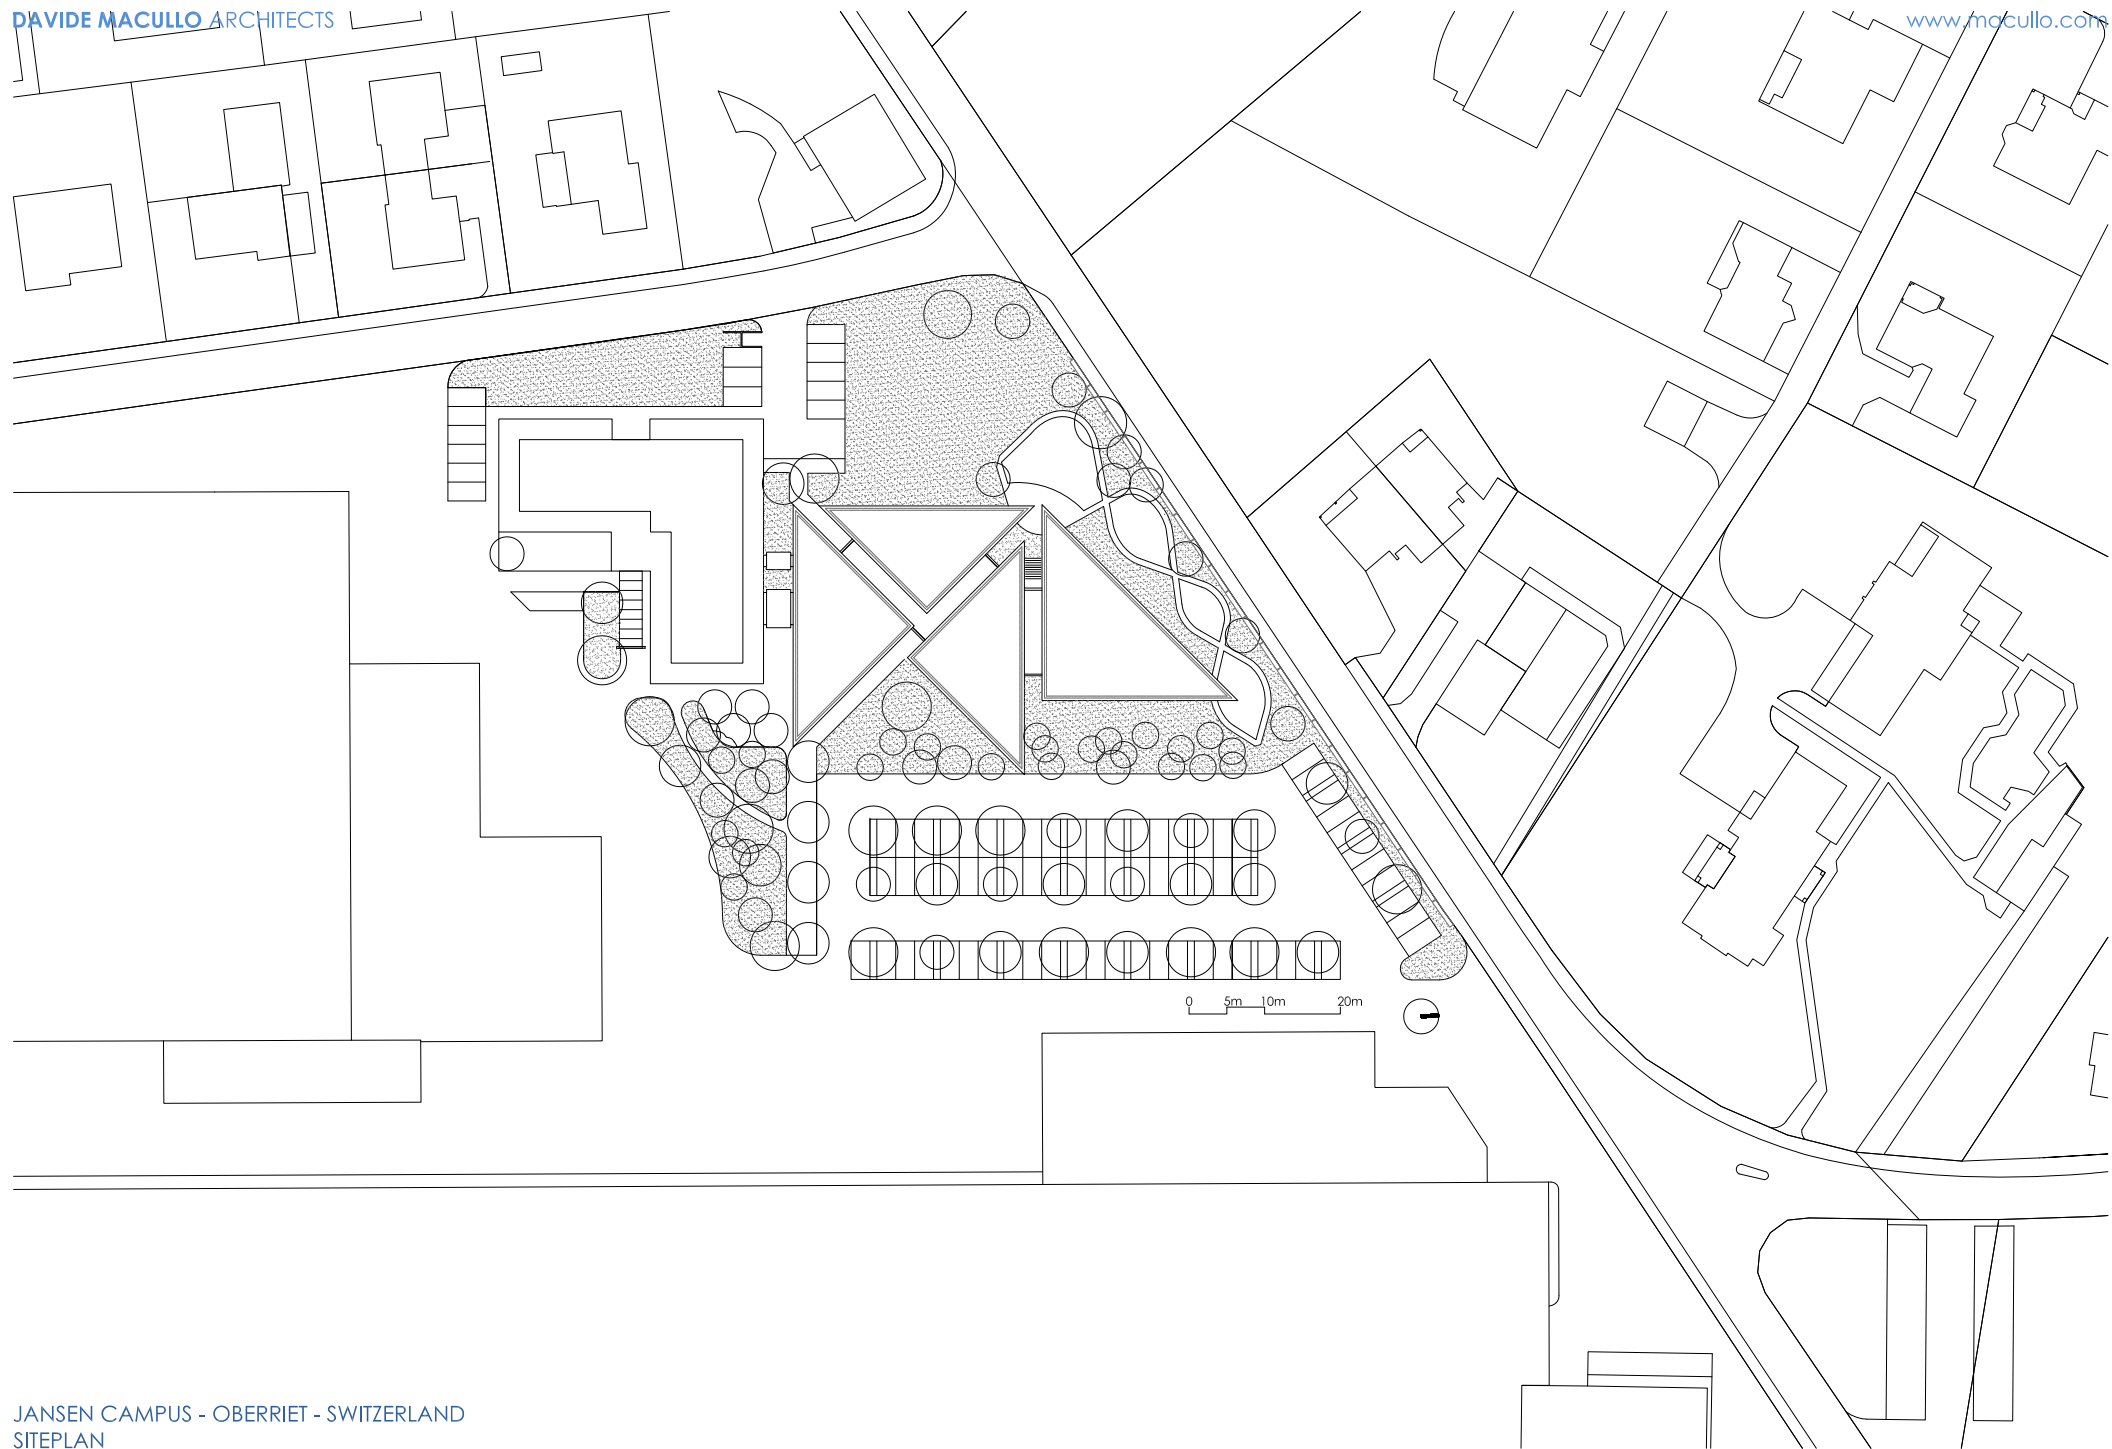 DAVIDE MACULLO ARCHITECTS
www.macullo.com
0 5m 10m 20m
JANSEN CAMPUS - OBERRIET - SWITZERLAND
SITEPLAN